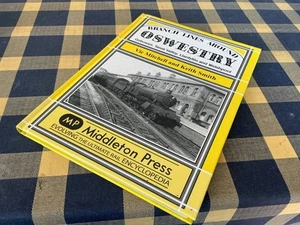 BRANCH LINES AROUND
OSWESTRY
Vic Mitchell and Keith Smith
MP Middleton Press
EVOLVING THE ULTIMATE RAIL ENCYCLOPEDIA